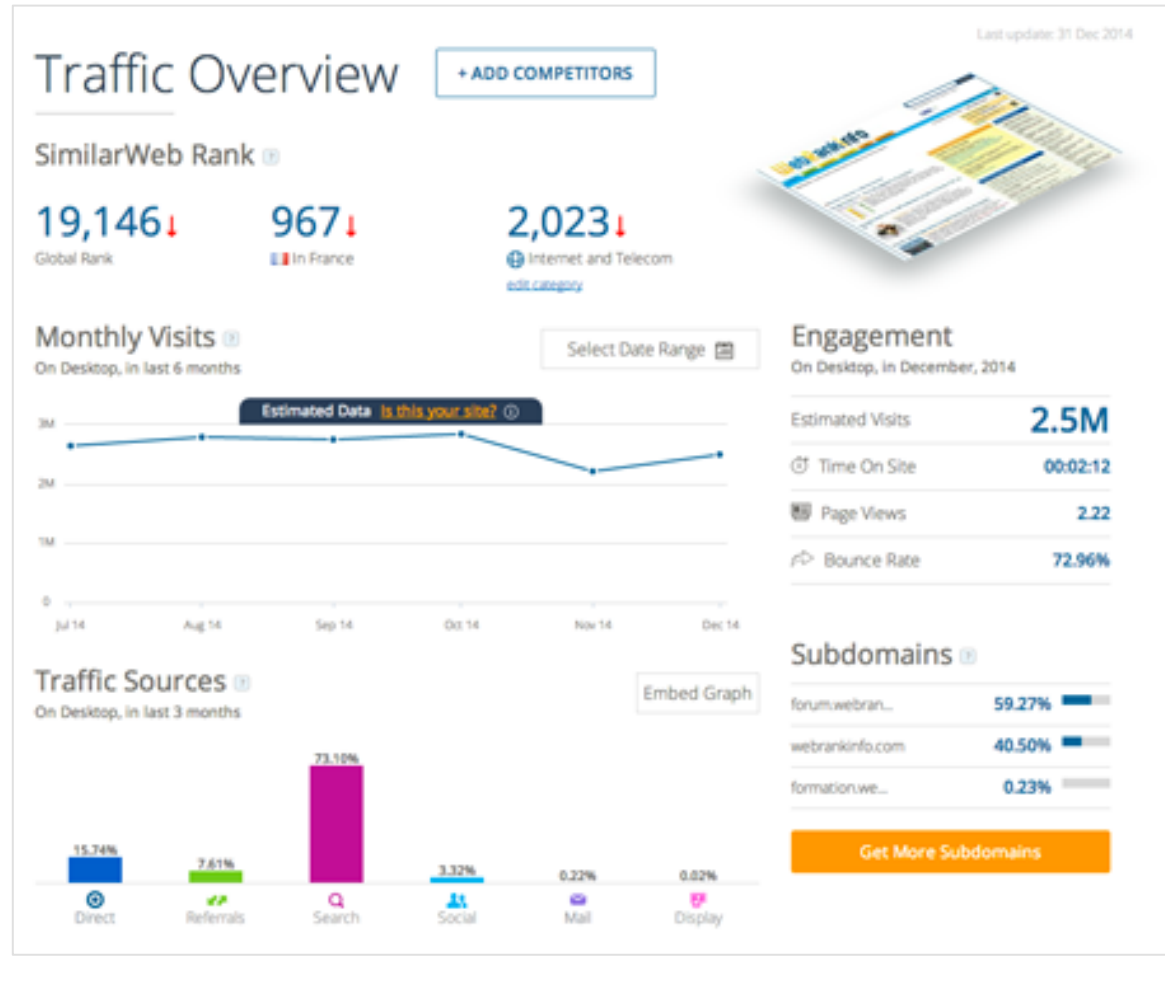 Last update: 31 Dec 2014
Traffic Overview
+ ADD COMPETITORS
SimilarWeb Rank ?
19,146↓
Global Rank
967↓
In France
2,023↓
Internet and Telecom
edit category
Monthly Visits ?
On Desktop, in last 6 months
Select Date Range
Estimated Data Is this your site?
3M
2M
1M
0
Jul 14 Aug 14 Sep 14 Oct 14 Nov 14 Dec 14
Engagement
On Desktop, in December, 2014
Estimated Visits 2.5M
Time On Site 00:02:12
Page Views 2.22
Bounce Rate 72.96%
Traffic Sources ?
On Desktop, in last 3 months
Embed Graph
15.74% 7.61% 73.10% 3.32% 0.22% 0.02%
Direct Referrals Search Social Mail Display
Subdomains ?
forum.webran... 59.27%
webrankinfo.com 40.50%
formation.we... 0.23%
Get More Subdomains